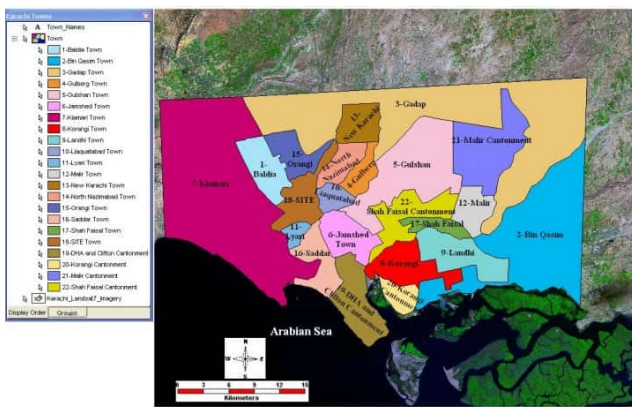 Karachi Towns
Town_Names
Town
1-Baldia Town
2-Bin Qasim Town
3-Gadap Town
4-Gulberg Town
5-Gulshan Town
6-Jamshed Town
7-Kiamari Town
8-Korangi Town
9-Landhi Town
10-Liaquatabad Town
11-Lyari Town
12-Malir Town
13-New Karachi Town
14-North Nazimabad Town
15-Orangi Town
16-Saddar Town
17-Shah Faisal Town
18-SITE Town
19-DHA and Clifton Cantonment
20-Korangi Cantonment
21-Malir Cantonment
22-Shah Faisal Cantonment
Karachi_Landsat7_Imagery
Display Order
Groups
3-Gadap
13-
New Karachi
21-Malir Cantonment
15-
Orangi
14-North
Nazimabad
4-Gulberg
5-Gulshan
1-
Baldia
7-Kiamari
18-SITE
10-
Liaquatabad
22-
Shah Faisal Cantonment
12-Malir
17-Shah Faisal
2-Bin Qasim
11-
Lyari
6-Jamshed
Town
16-Saddar
9-Landhi
8-Korangi
19-DHA and
Clifton Cantonment
20-Korangi
Arabian Sea
N
W
E
S
0 3 6 9 12 15
Kilometers